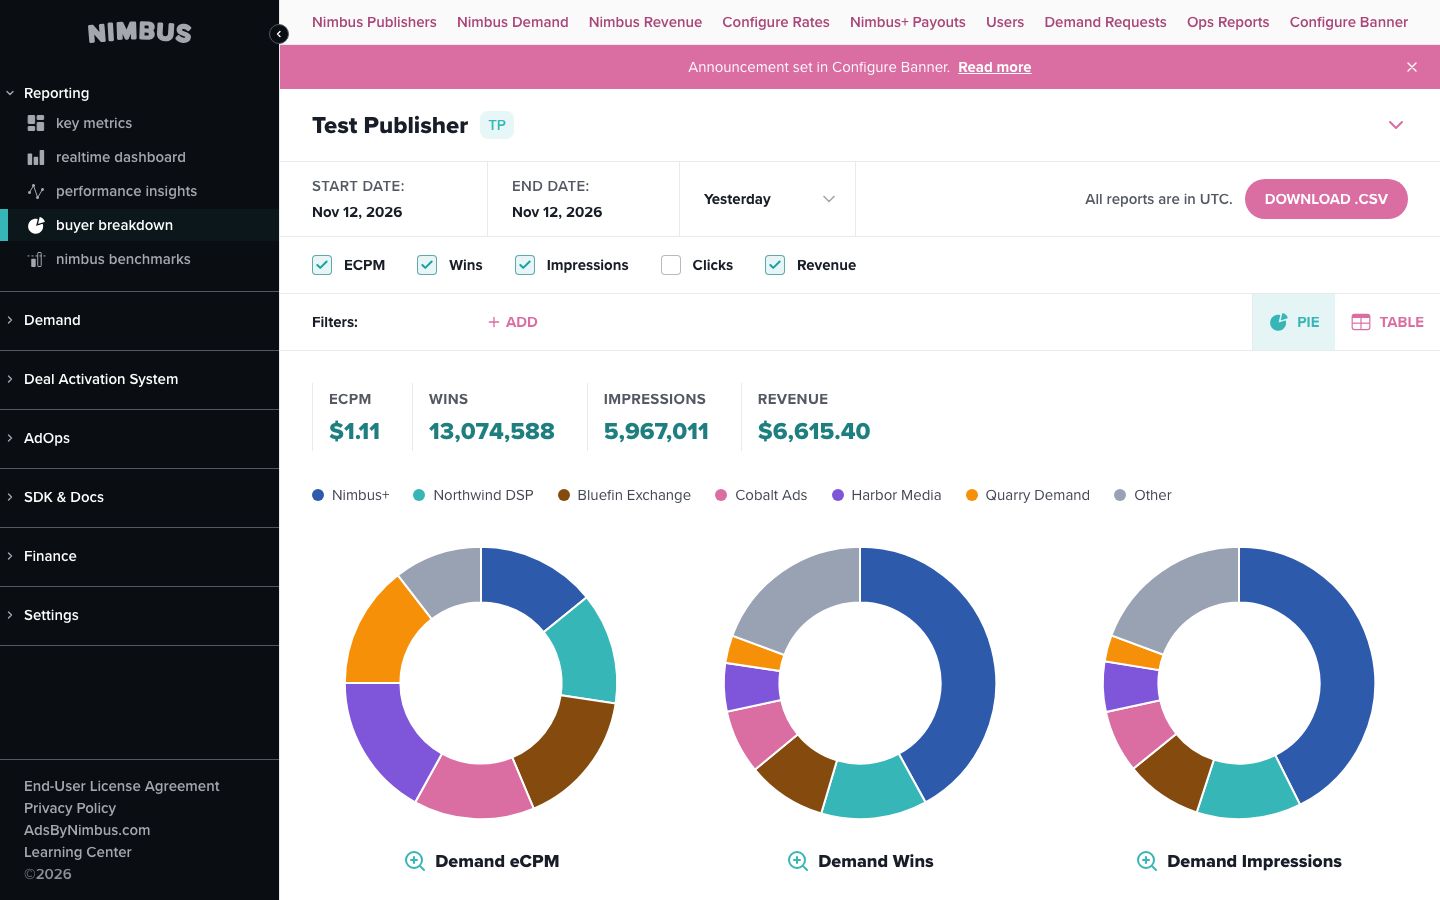 NIMBUS
Nimbus Publishers Nimbus Demand Nimbus Revenue Configure Rates Nimbus+ Payouts Users Demand Requests Ops Reports Configure Banner
Announcement set in Configure Banner. Read more
Reporting
key metrics
realtime dashboard
performance insights
buyer breakdown
nimbus benchmarks
Demand
Deal Activation System
AdOps
SDK & Docs
Finance
Settings
End-User License Agreement
Privacy Policy
AdsByNimbus.com
Learning Center
©2026
Test Publisher TP
START DATE: END DATE:
Nov 12, 2026 Nov 12, 2026
Yesterday
All reports are in UTC. DOWNLOAD .CSV
ECPM Wins Impressions Clicks Revenue
Filters: + ADD PIE TABLE
ECPM WINS IMPRESSIONS REVENUE
$1.11 13,074,588 5,967,011 $6,615.40
Nimbus+ Northwind DSP Bluefin Exchange Cobalt Ads Harbor Media Quarry Demand Other
Demand eCPM Demand Wins Demand Impressions